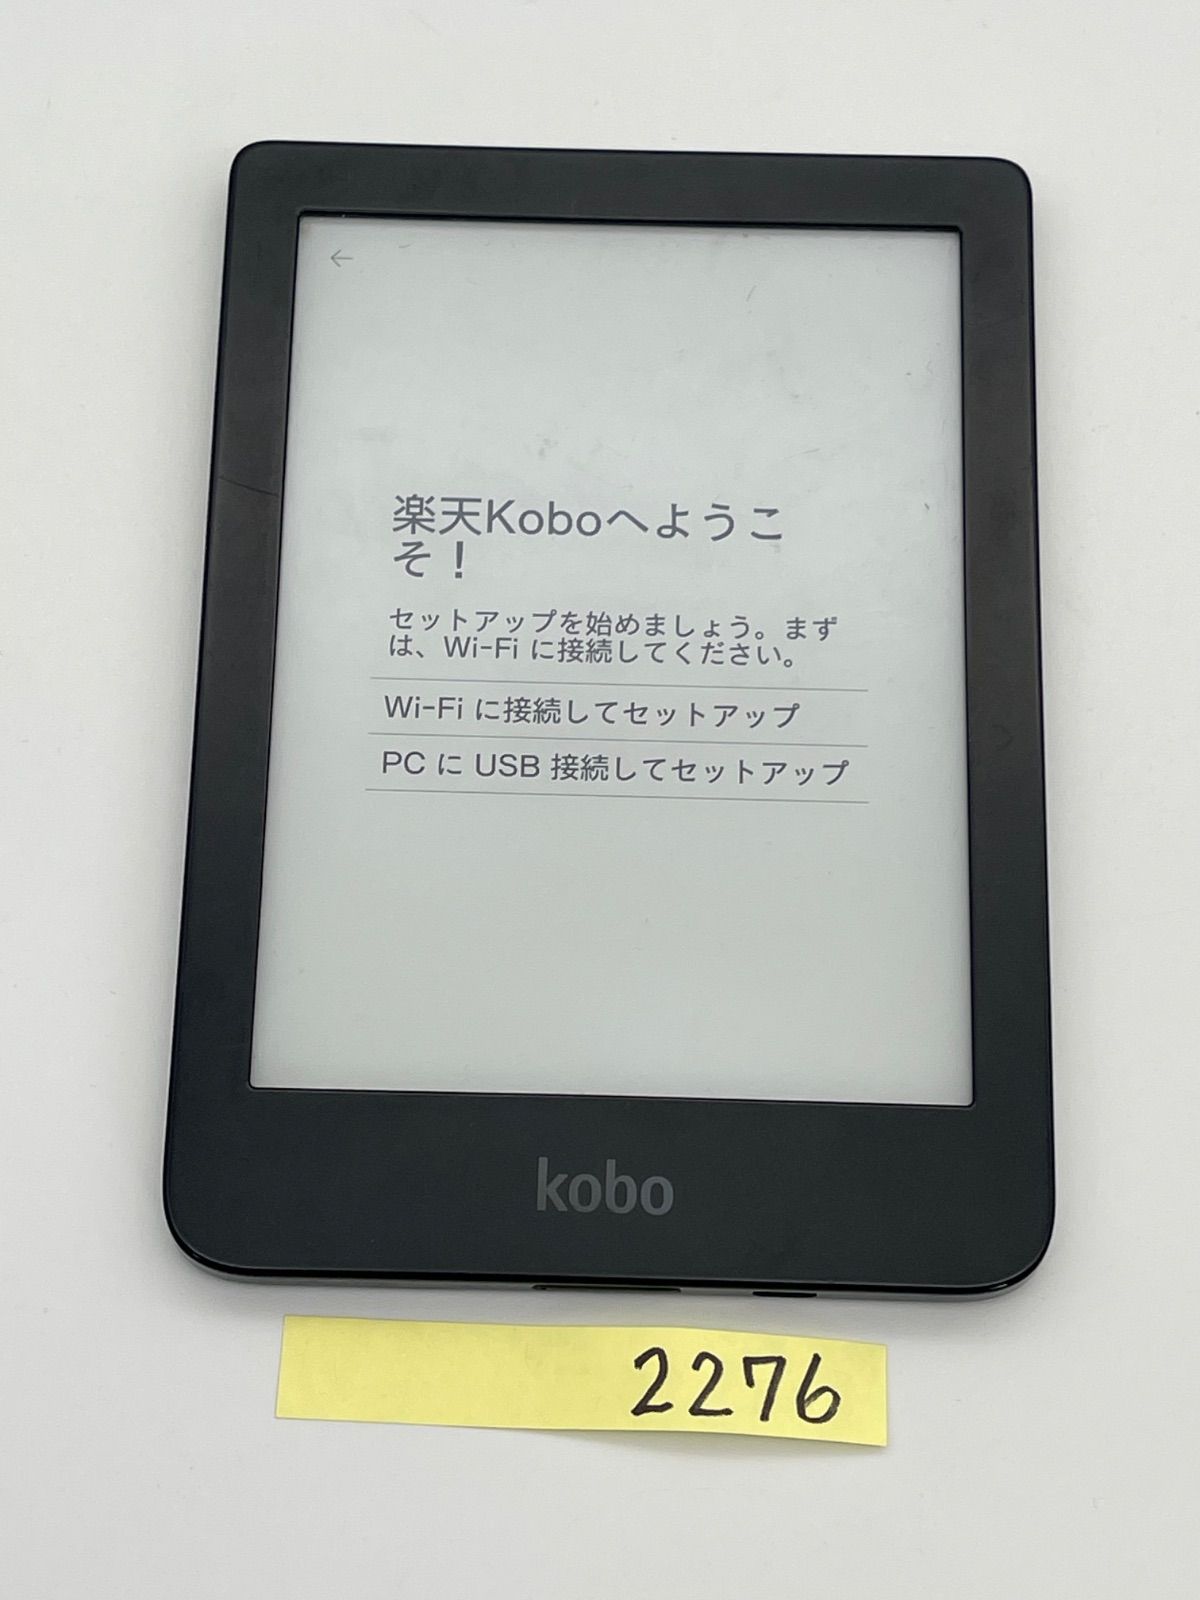 楽天Koboへようこ
そ！
セットアップを始めましょう。まず
は、Wi-Fi に接続してください。
Wi-Fi に接続してセットアップ
PC に USB 接続してセットアップ
kobo
2276